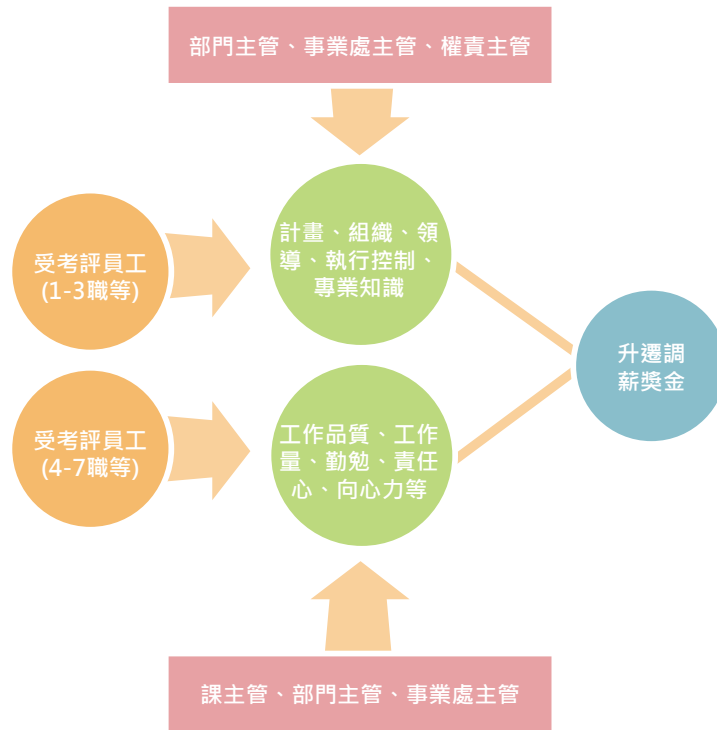 部門主管、事業處主管、權責主管
受考評員工
(1-3職等)
計畫、組織、領
導、執行控制、
專業知識
升遷調
薪獎金
受考評員工
(4-7職等)
工作品質、工作
量、勤勉、責任
心、向心力等
課主管、部門主管、事業處主管